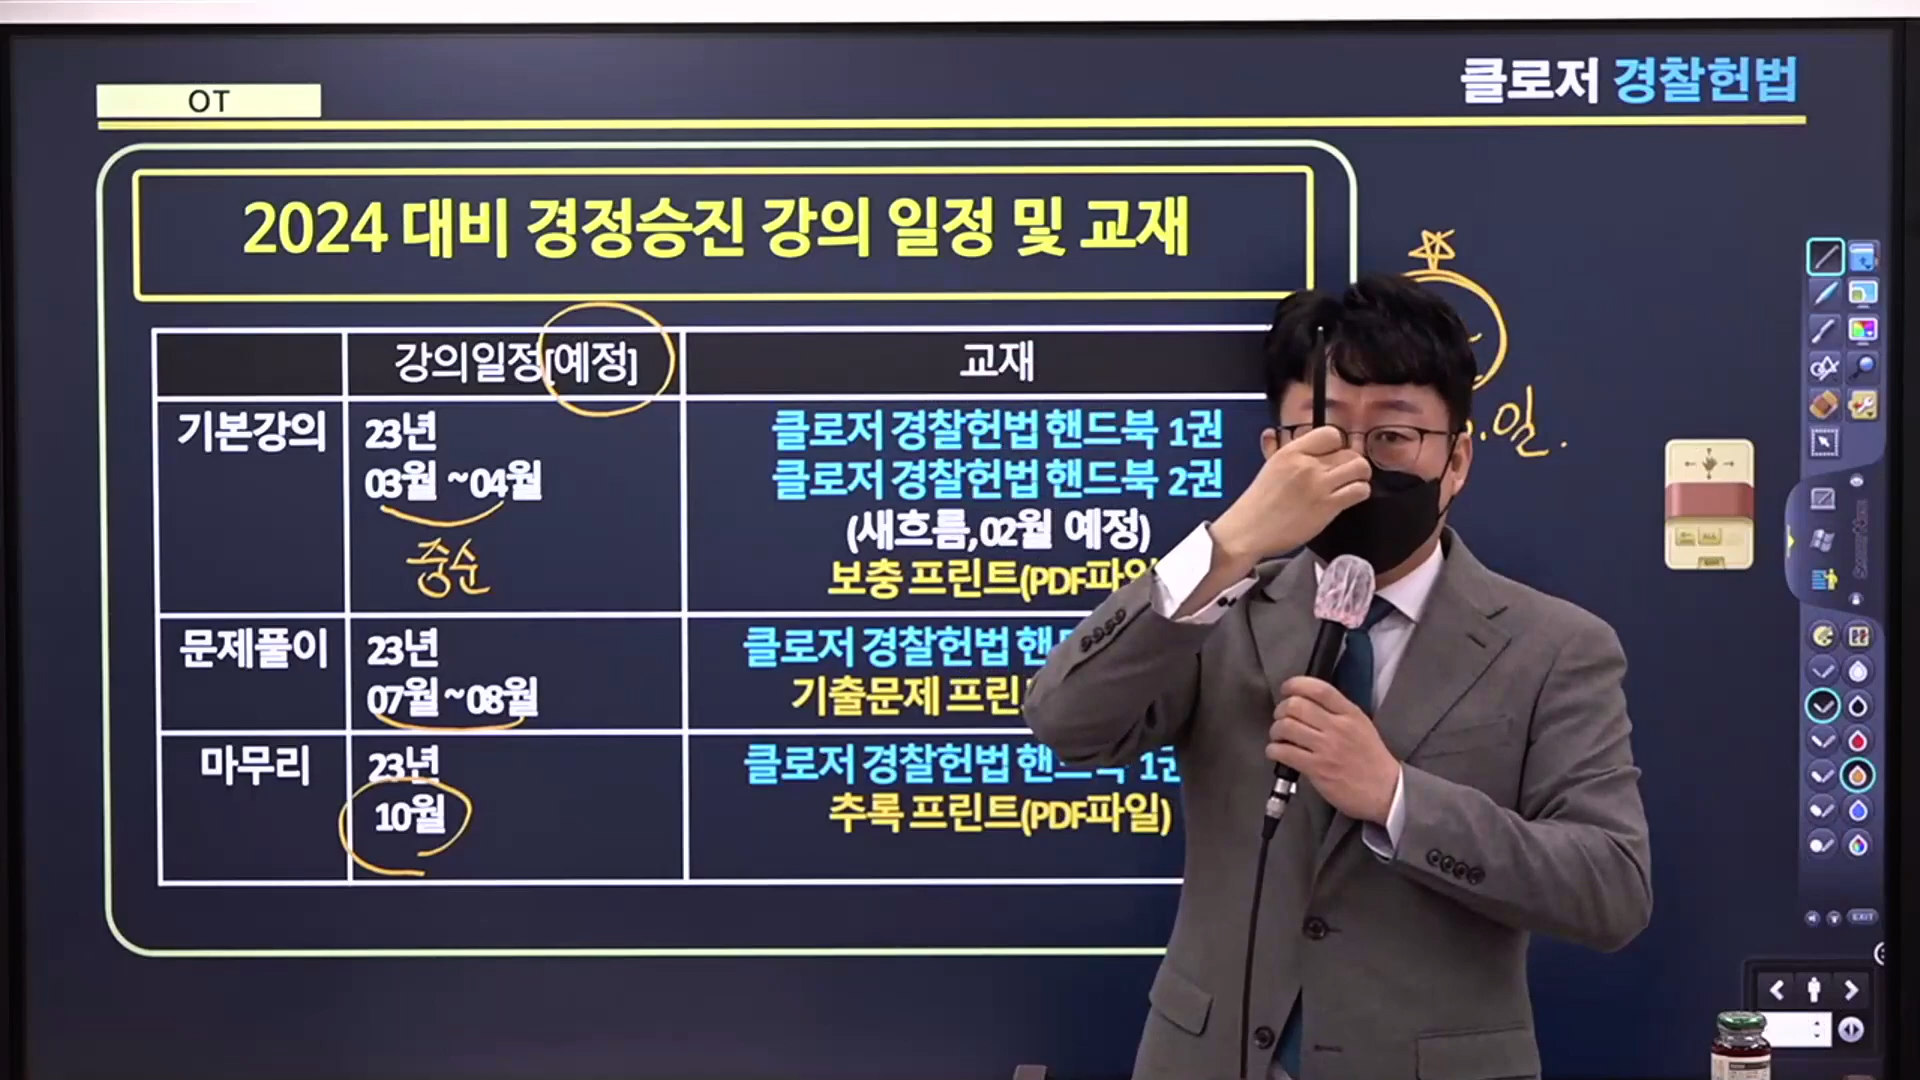 OT
클로저 경찰헌법
2024 대비 경정승진 강의 일정 및 교재
강의일정[예정]
교재
기본강의
23년
03월 ~04월
중순
클로저 경찰헌법 핸드북 1권
클로저 경찰헌법 핸드북 2권
(새흐름,02월 예정)
보충 프린트(PDF파일
문제풀이
23년
07월 ~08월
클로저 경찰헌법
기출문제 프린
마무리
23년
10월
클로저 경찰헌법 핸드북
추록 프린트(PDF파일)
일.
EXIT